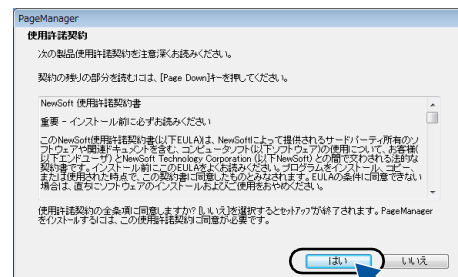 PageManager
使用許諾契約
次の製品使用許諾契約を注意深くお読みください。
契約の残りの部分を読むには、[Page Down]キーを押してください。
NewSoft 使用許諾契約書
重要 - インストール前に必ずお読みください
このNewSoft使用許諾契約書(以下EULA)は、NewSoftによって提供されるサードパーティ所有のソ
フトウェアや関連ドキュメントを含む、コンピュータソフト(以下ソフトウェア)の使用について、お客様(
以下エンドユーザ)とNewSoft Technology Corporation (以下NewSoft) との間で交わされる法的な
契約書です。インストール前にこのEULAをよくお読みください。プログラムをインストール、コピー、
または使用された時点で、この契約書に同意したものとみなされます。EULAの条件に同意できない
場合は、直ちにソフトウェアのインストールおよびご使用をおやめください。
使用許諾契約の全条項に同意しますか? [いいえ]を選択するとセットアップが終了されます。PageManager
をインストールするには、この使用許諾契約に同意が必要です。
はい
いいえ